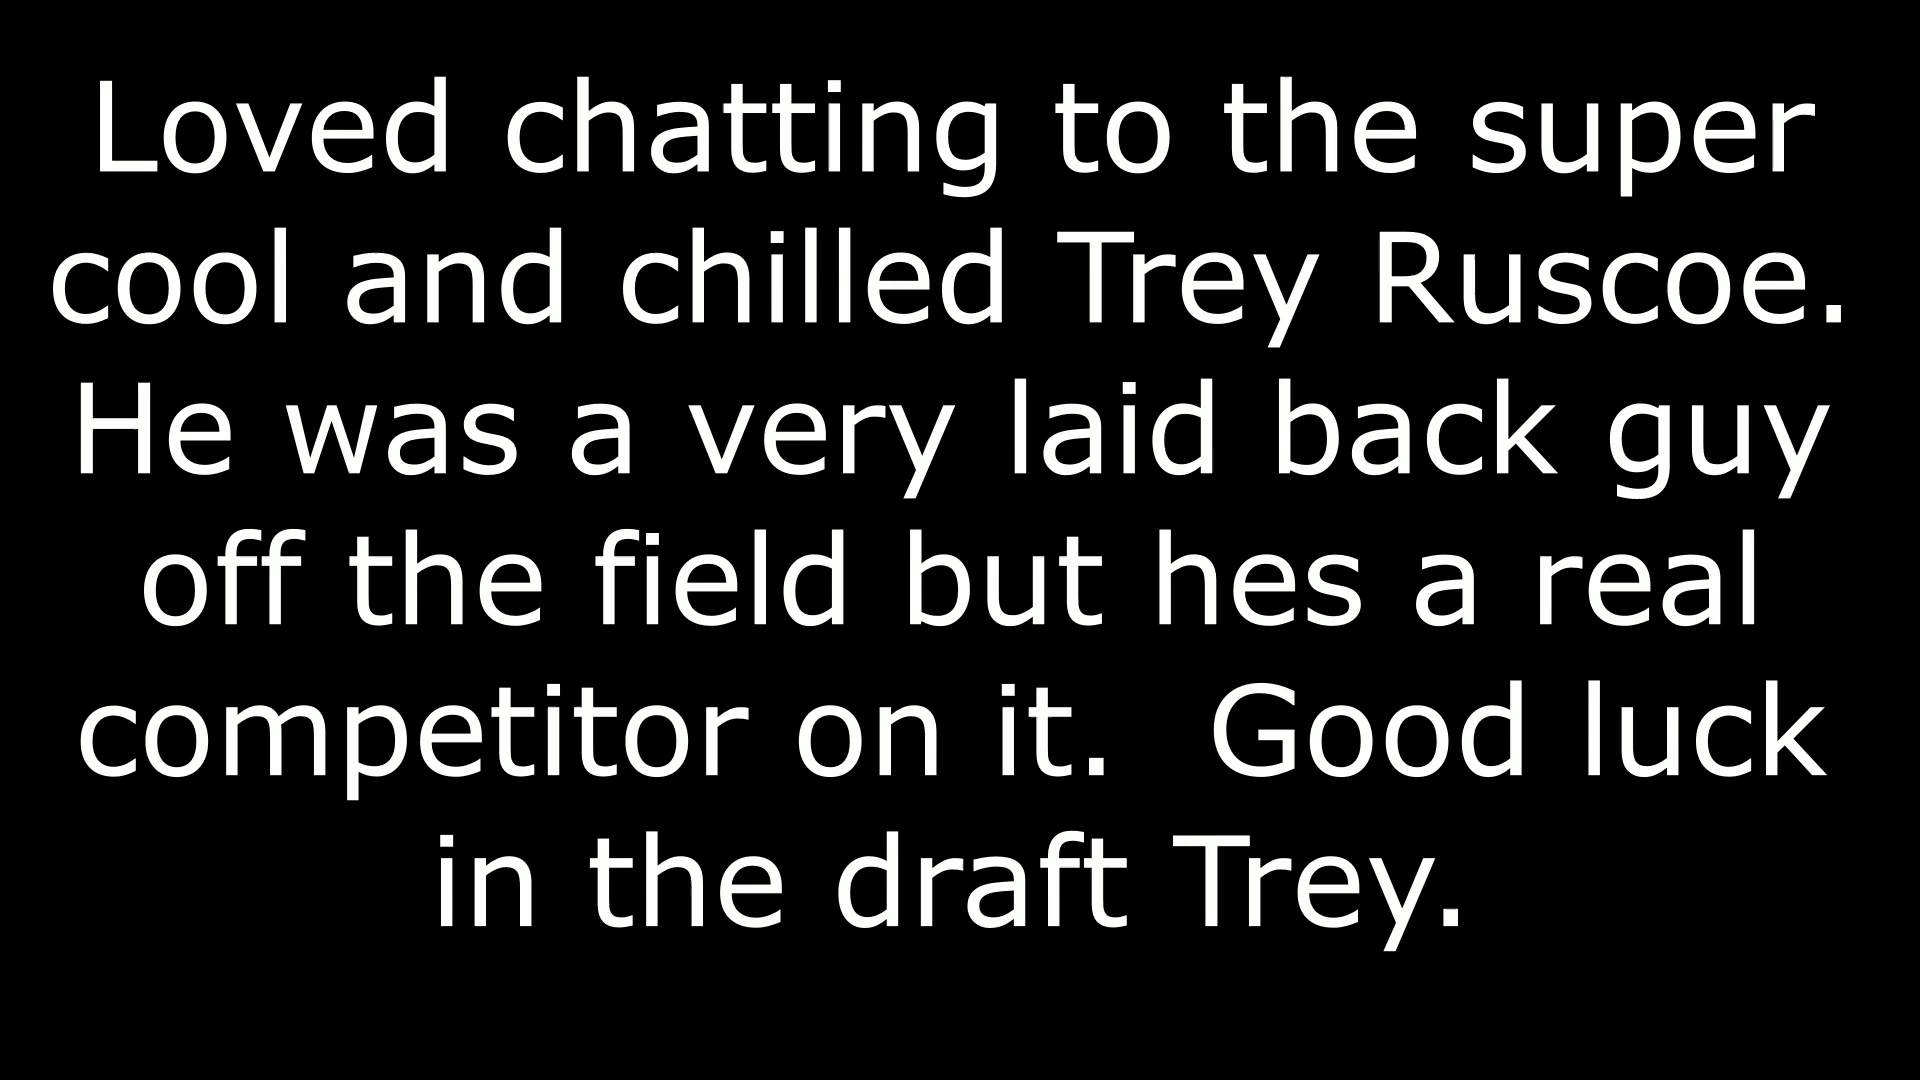 Loved chatting to the super
cool and chilled Trey Ruscoe.
He was a very laid back guy
off the field but hes a real
competitor on it.  Good luck
in the draft Trey.